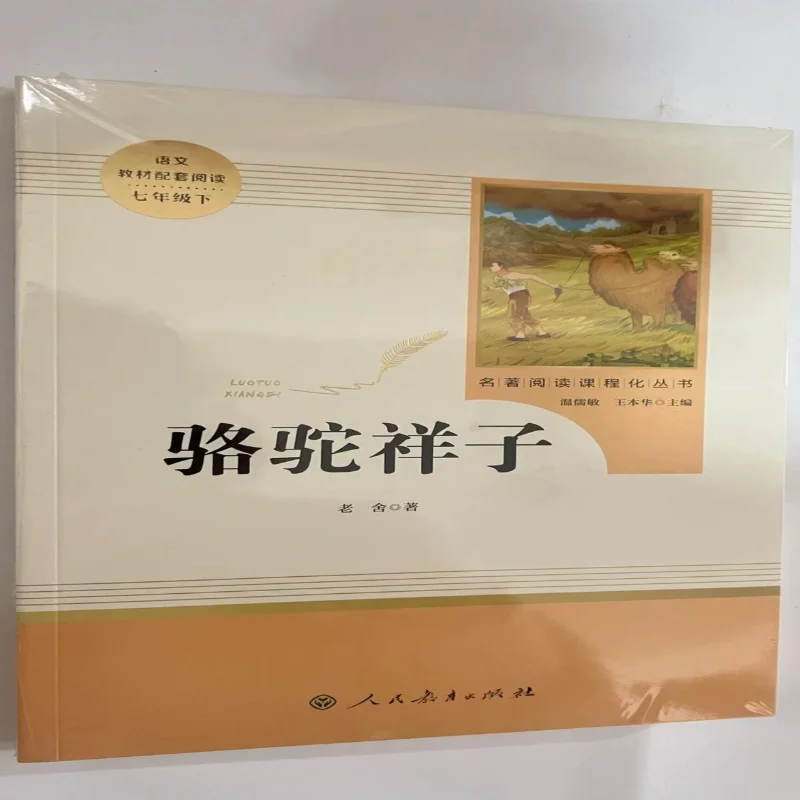 语文
教材配套阅读
七年级下
名著阅读课程化丛书
温儒敏 王本华◎主编
LUOTUO
XIANGZI
骆驼祥子
老舍◎著
人民教育出版社